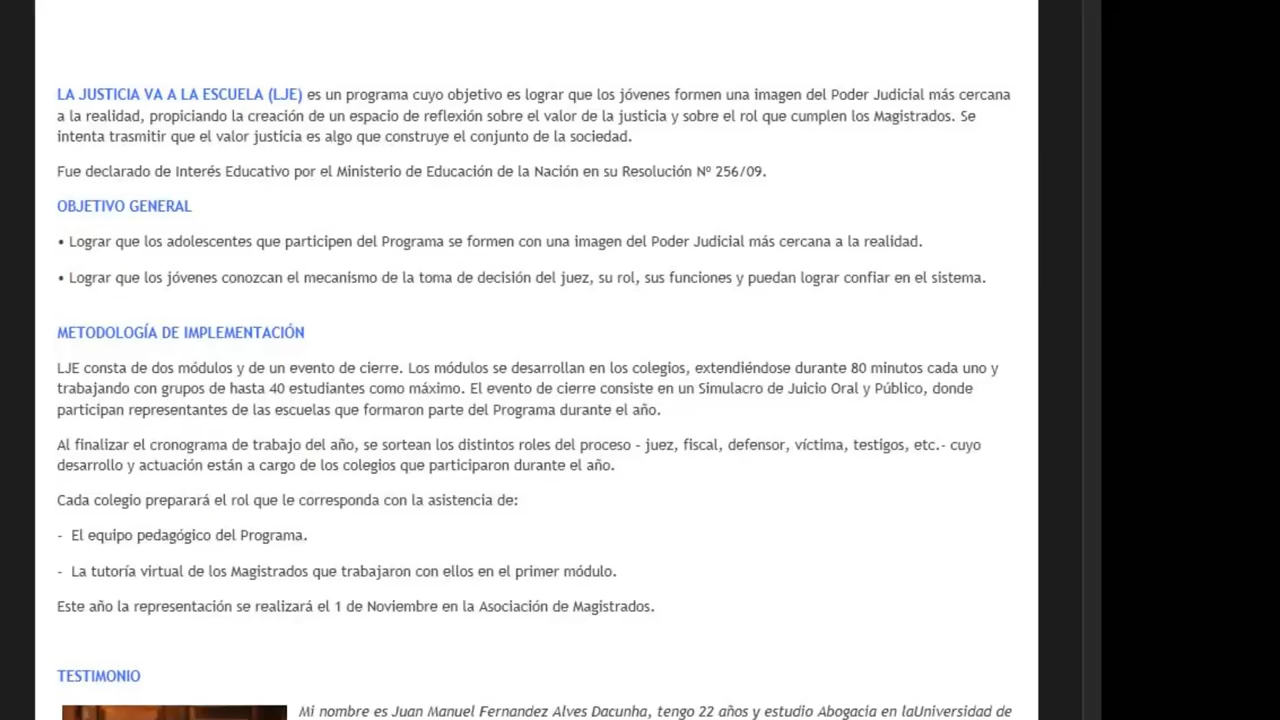 LA JUSTICIA VA A LA ESCUELA (LJE) es un programa cuyo objetivo es lograr que los jóvenes formen una imagen del Poder Judicial más cercana
a la realidad, propiciando la creación de un espacio de reflexión sobre el valor de la justicia y sobre el rol que cumplen los Magistrados. Se
intenta trasmitir que el valor justicia es algo que construye el conjunto de la sociedad.
Fue declarado de Interés Educativo por el Ministerio de Educación de la Nación en su Resolución Nº 256/09.
OBJETIVO GENERAL
• Lograr que los adolescentes que participen del Programa se formen con una imagen del Poder Judicial más cercana a la realidad.
• Lograr que los jóvenes conozcan el mecanismo de la toma de decisión del juez, su rol, sus funciones y puedan lograr confiar en el sistema.
METODOLOGÍA DE IMPLEMENTACIÓN
LJE consta de dos módulos y de un evento de cierre. Los módulos se desarrollan en los colegios, extendiéndose durante 80 minutos cada uno y
trabajando con grupos de hasta 40 estudiantes como máximo. El evento de cierre consiste en un Simulacro de Juicio Oral y Público, donde
participan representantes de las escuelas que formaron parte del Programa durante el año.
Al finalizar el cronograma de trabajo del año, se sortean los distintos roles del proceso – juez, fiscal, defensor, víctima, testigos, etc.- cuyo
desarrollo y actuación están a cargo de los colegios que participaron durante el año.
Cada colegio preparará el rol que le corresponda con la asistencia de:
- El equipo pedagógico del Programa.
- La tutoría virtual de los Magistrados que trabajaron con ellos en el primer módulo.
Este año la representación se realizará el 1 de Noviembre en la Asociación de Magistrados.
TESTIMONIO
Mi nombre es Juan Manuel Fernandez Alves Dacunha, tengo 22 años y estudio Abogacía en laUniversidad de